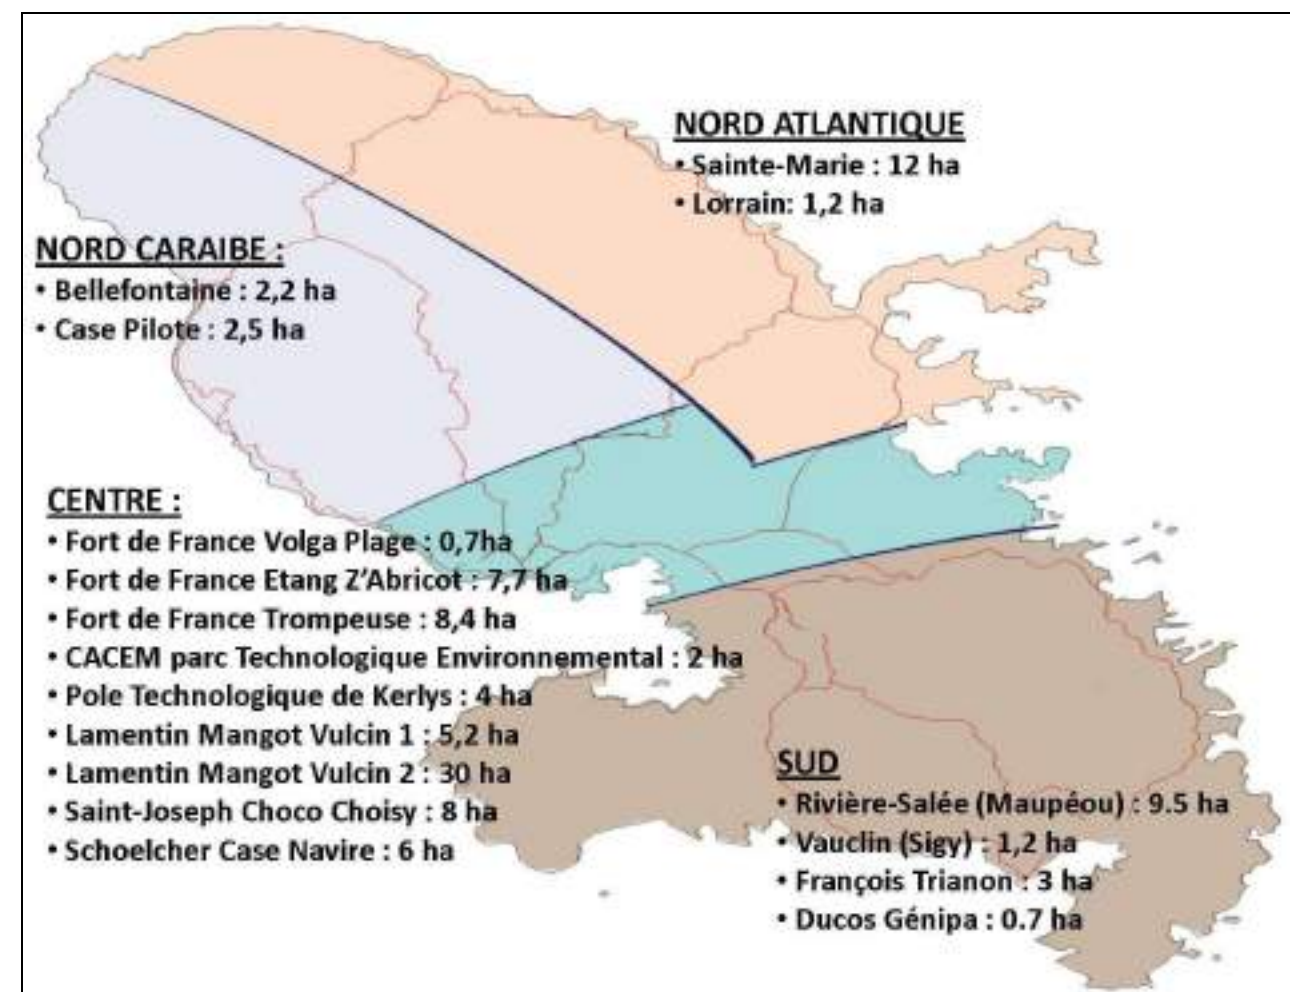 NORD ATLANTIQUE
• Sainte-Marie : 12 ha
• Lorrain: 1,2 ha
NORD CARAIBE :
• Bellefontaine : 2,2 ha
• Case Pilote : 2,5 ha
CENTRE :
• Fort de France Volga Plage : 0,7ha
• Fort de France Etang Z’Abricot : 7,7 ha
• Fort de France Trompeuse : 8,4 ha
• CACEM parc Technologique Environnemental : 2 ha
• Pole Technologique de Kerlys : 4 ha
• Lamentin Mangot Vulcin 1 : 5,2 ha
• Lamentin Mangot Vulcin 2 : 30 ha
• Saint-Joseph Choco Choisy : 8 ha
• Schoelcher Case Navire : 6 ha
SUD
• Rivière-Salée (Maupéou) : 9.5 ha
• Vauclin (Sigy) : 1,2 ha
• François Trianon : 3 ha
• Ducos Génipa : 0.7 ha